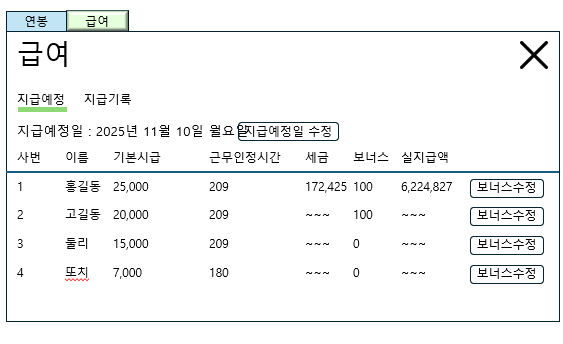 연봉 급여
급여
지급예정 지급기록
지급예정일 : 2025년 11월 10일 월요일 지급예정일 수정
사번 이름 기본시급 근무인정시간 세금 보너스 실지급액
1 홍길동 25,000 209 172,425 100 6,224,827 보너스수정
2 고길동 20,000 209 ~~~ 100 ~~~ 보너스수정
3 둘리 15,000 209 ~~~ 0 ~~~ 보너스수정
4 또치 7,000 180 ~~~ 0 ~~~ 보너스수정